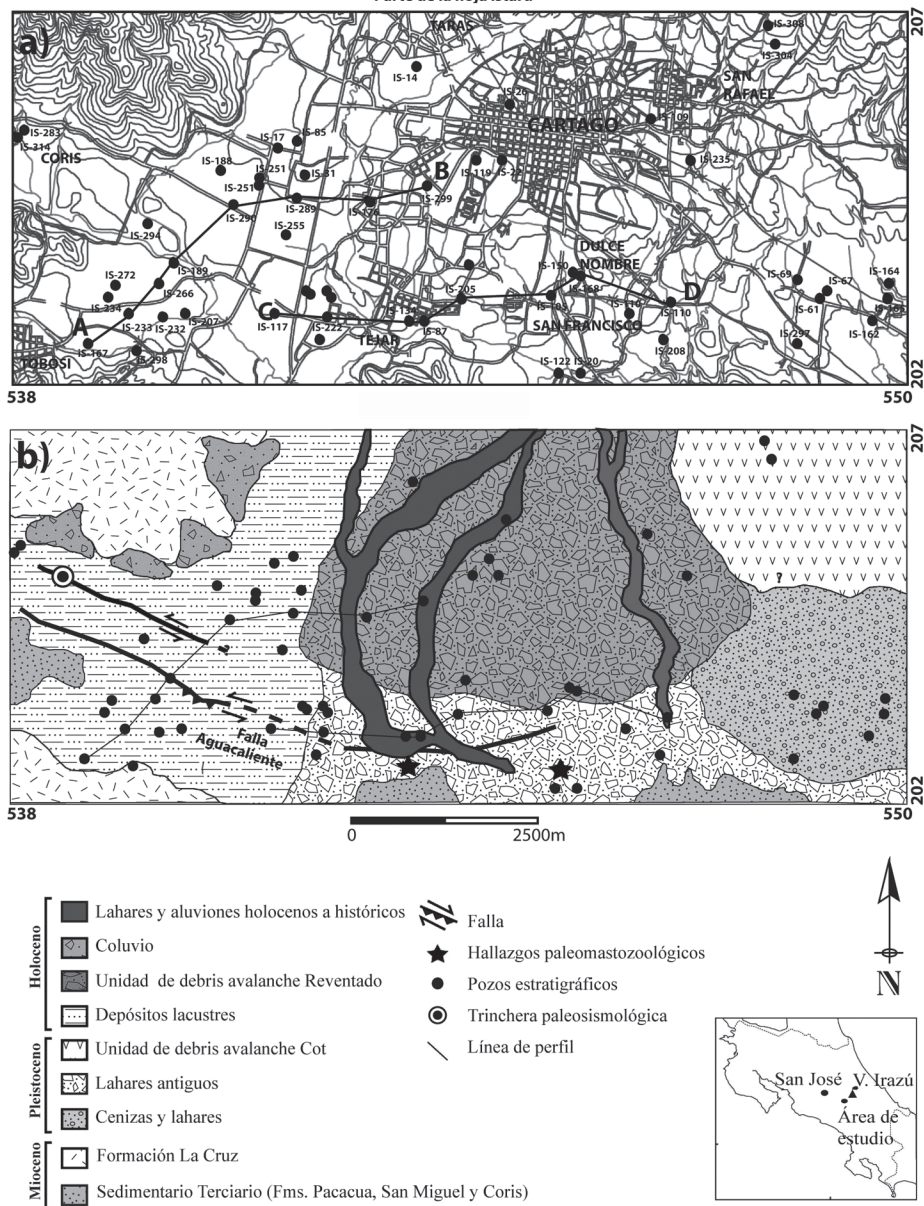 a)
TARAS
IS-14
IS-308
IS-304
SAN
RAFAEL
207
IS-26
CARTAGO
IS-109
IS-283
IS-314
CORIS
IS-17
IS-85
IS-188
IS-251
IS-251
IS-31
IS-119
IS-22
IS-235
B
IS-290
IS-289
IS-299
IS-294
IS-255
IS-189
DULCE
NOMBRE
IS-150
IS-168
IS-272
IS-266
IS-234
IS-205
D
IS-69
IS-67
IS-164
IS-61
A
IS-233
IS-232
IS-207
C
IS-117
IS-222
IS-134
IS-87
TEJAR
SAN FRANCISCO
IS-110
IS-297
IS-162
IS-167
IS-298
TOBOSI
IS-208
IS-122
IS-20
538
550
202
b)
207
?
Falla
Aguacaliente
538
550
202
0
2500m
Holoceno
Lahares y aluviones holocenos a históricos
Coluvio
Unidad de debris avalanche Reventado
Depósitos lacustres
Pleistoceno
Unidad de debris avalanche Cot
Lahares antiguos
Cenizas y lahares
Mioceno
Formación La Cruz
Sedimentario Terciario (Fms. Pacacua, San Miguel y Coris)
Falla
Hallazgos paleomastozoológicos
Pozos estratigráficos
Trinchera paleosismológica
Línea de perfil
N
San José
V. Irazú
Área de
estudio